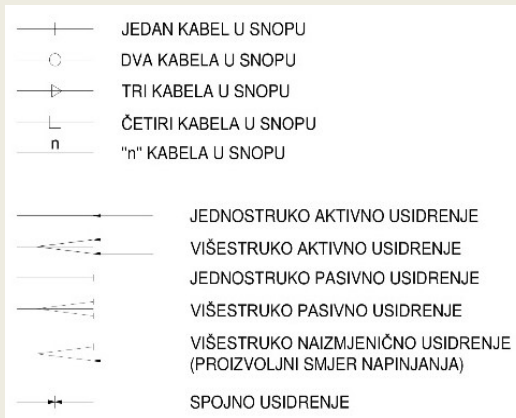 JEDAN KABEL U SNOPU
DVA KABELA U SNOPU
TRI KABELA U SNOPU
ČETIRI KABELA U SNOPU
n "n" KABELA U SNOPU
JEDNOSTRUKO AKTIVNO USIDRENJE
VIŠESTRUKO AKTIVNO USIDRENJE
JEDNOSTRUKO PASIVNO USIDRENJE
VIŠESTRUKO PASIVNO USIDRENJE
VIŠESTRUKO NAIZMJENIČNO USIDRENJE
(PROIZVOLJNI SMJER NAPINJANJA)
SPOJNO USIDRENJE